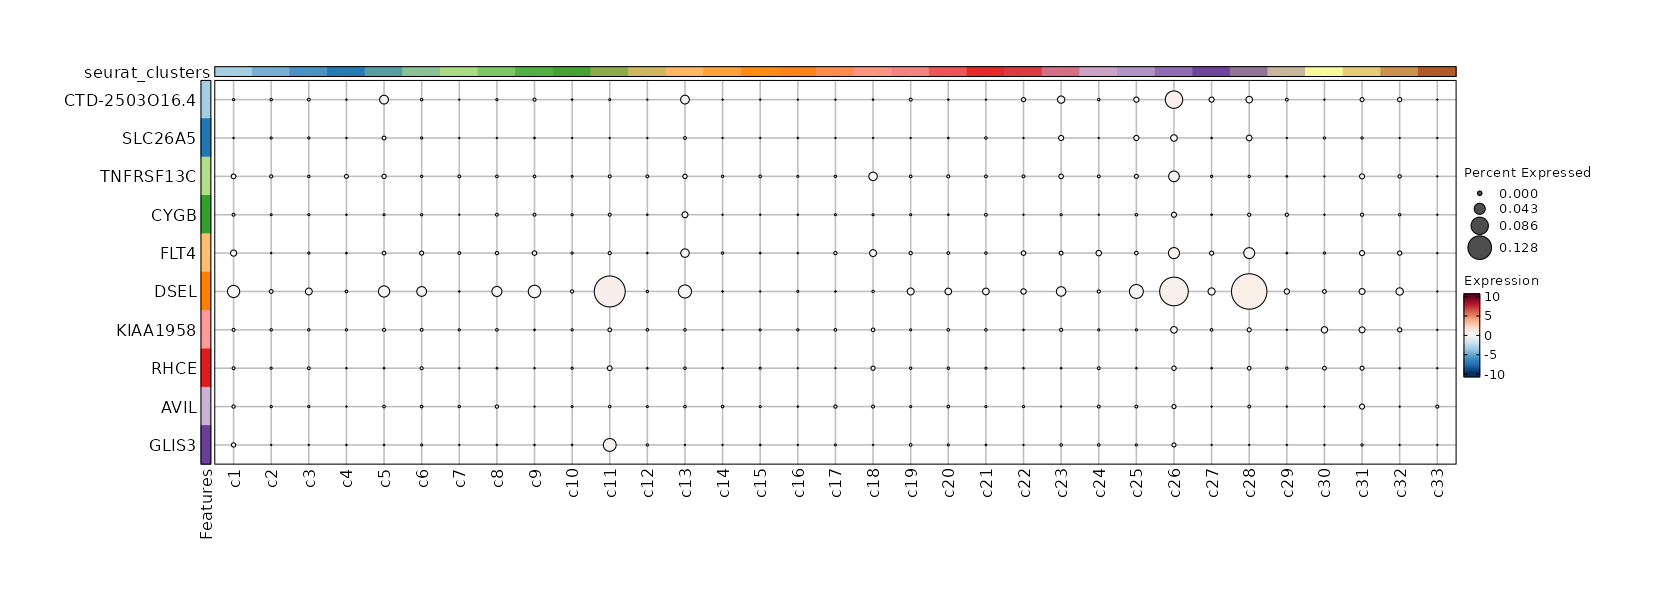 seurat_clusters
CTD-2503O16.4
SLC26A5
TNFRSF13C
CYGB
FLT4
DSEL
KIAA1958
RHCE
AVIL
GLIS3
Features
c1 c2 c3 c4 c5 c6 c7 c8 c9 c10 c11 c12 c13 c14 c15 c16 c17 c18 c19 c20 c21 c22 c23 c24 c25 c26 c27 c28 c29 c30 c31 c32 c33
Percent Expressed
0.000
0.043
0.086
0.128
Expression
10
5
0
-5
-10